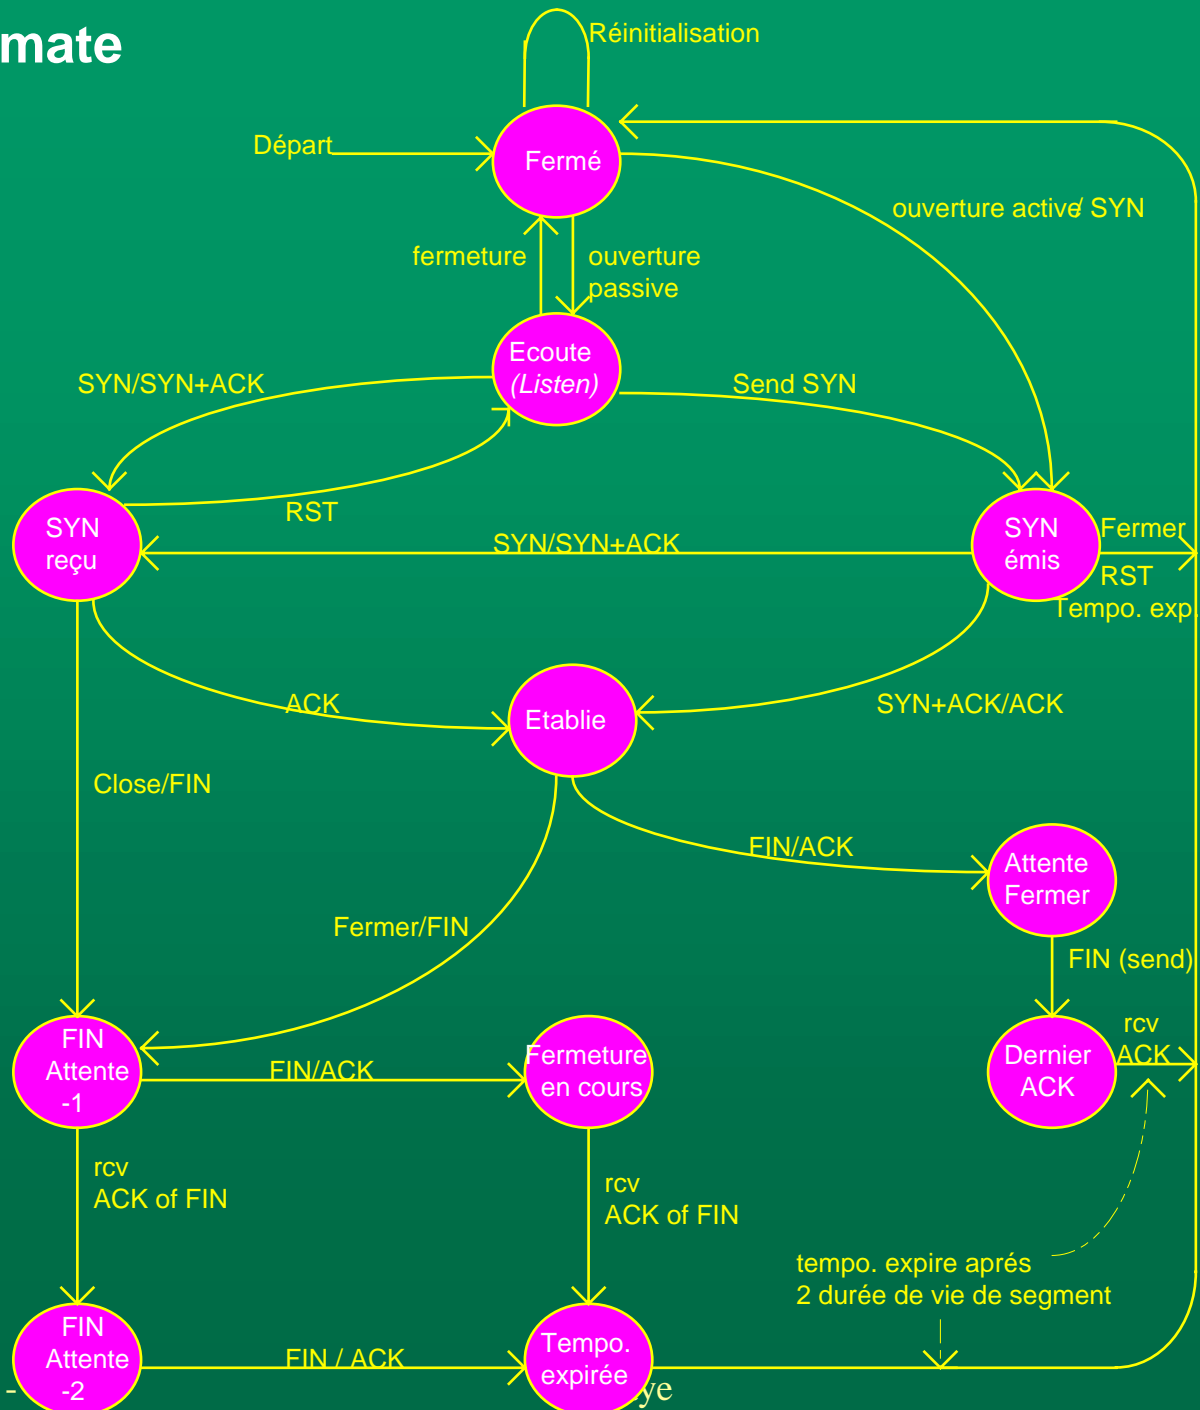 mate
Réinitialisation
Départ
Fermé
ouverture active/ SYN
fermeture
ouverture
passive
Ecoute
(Listen)
SYN/SYN+ACK
Send SYN
RST
SYN
reçu
SYN/SYN+ACK
SYN
émis
Fermer
RST
Tempo. exp.
ACK
Etablie
SYN+ACK/ACK
Close/FIN
FIN/ACK
Attente
Fermer
Fermer/FIN
FIN (send)
FIN
Attente
-1
FIN/ACK
Fermeture
en cours
Dernier
ACK
rcv
ACK
rcv
ACK of FIN
rcv
ACK of FIN
tempo. expire aprés
2 durée de vie de segment
FIN
Attente
-2
FIN / ACK
Tempo.
expirée
-
ye